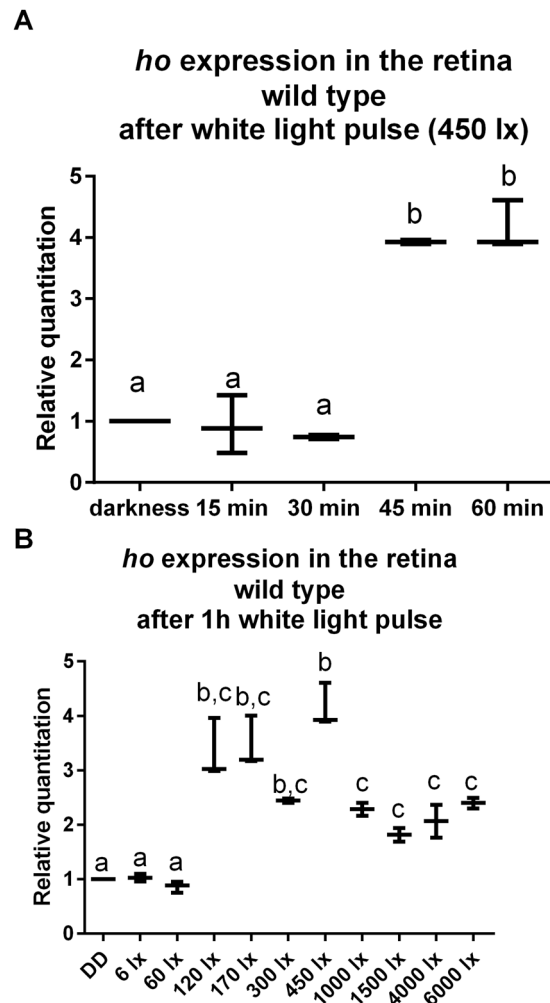 A
ho expression in the retina
wild type
after white light pulse (450 lx)
Relative quantitation
5
4
3
2
1
0
a
a
a
b
b
darkness 15 min 30 min 45 min 60 min
B
ho expression in the retina
wild type
after 1h white light pulse
Relative quantitation
5
4
3
2
1
0
a
a
a
b,c
b,c
b,c
b
c
c
c
c
DD 6 lx 60 lx 120 lx 170 lx 300 lx 450 lx 1000 lx 1500 lx 4000 lx 6000 lx